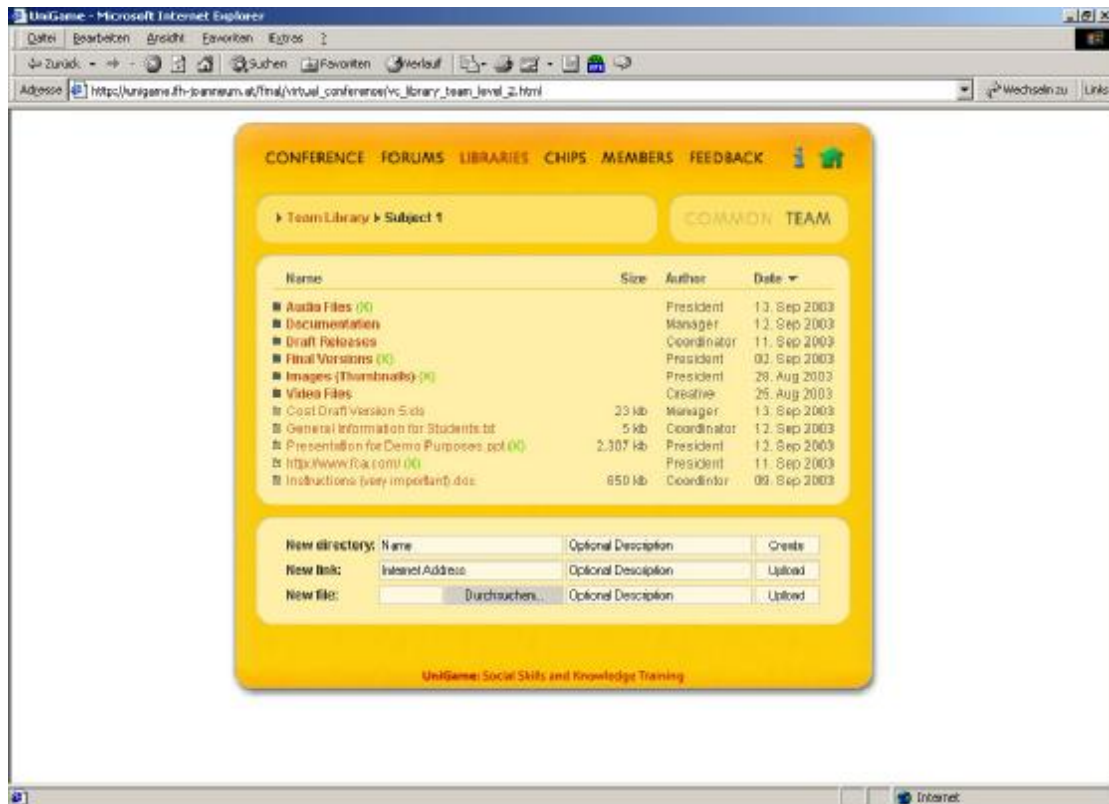 UniGame - Microsoft Internet Explorer
Datei Bearbeiten Ansicht Favoriten Extras ?
Zurück Suchen Favoriten Verlauf
Adresse http://unigame.fh-joanneum.at/final/virtual_conference/vc_library_team_level_2.html Wechseln zu Links
CONFERENCE FORUMS LIBRARIES CHIPS MEMBERS FEEDBACK i
Team Library Subject 1 COMMON TEAM
Name Size Author Date
Audio Files (X) President 13. Sep 2003
Documentation Manager 12. Sep 2003
Draft Releases Coordinator 11. Sep 2003
Final Versions (X) President 02. Sep 2003
Images (Thumbnails) (X) President 28. Aug 2003
Video Files Creative 25. Aug 2003
Cost Draft Version 5.xls 23 kb Manager 13. Sep 2003
General Information for Students.txt 5 kb Coordinator 12. Sep 2003
Presentation for Demo Purposes.ppt (X) 2,307 kb President 12. Sep 2003
(X) President 11. Sep 2003
Instructions (very important).doc 650 kb Coordintor 09. Sep 2003
New directory: Name Optional Description Create
New link: Internet Address Optional Description Upload
New file: Durchsuchen... Optional Description Upload
UniGame: Social Skills and Knowledge Training
Internet